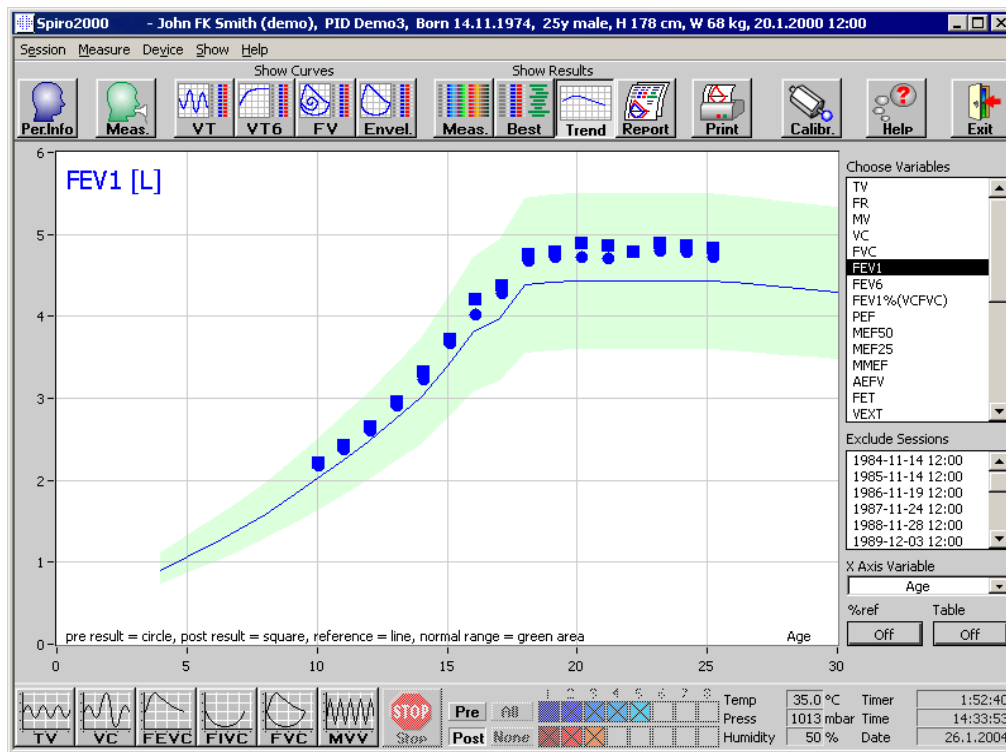 Spiro2000 - John FK Smith (demo), PID Demo3, Born 14.11.1974, 25y male, H 178 cm, W 68 kg, 20.1.2000 12:00
Session Measure Device Show Help
Show Curves Show Results
Per.Info Meas. VT VT6 FV Envel. Meas. Best Trend Report Print Calibr. Help Exit
FEV1 [L]
6
5
4
3
2
1
0
pre result = circle, post result = square, reference = line, normal range = green area Age
0 5 10 15 20 25 30
Choose Variables
TV
FR
MV
VC
FVC
FEV1
FEV6
FEV1%(VCFVC)
PEF
MEF50
MEF25
MMEF
AEFV
FET
VEXT
Exclude Sessions
1984-11-14 12:00
1985-11-14 12:00
1986-11-19 12:00
1987-11-24 12:00
1988-11-28 12:00
1989-12-03 12:00
X Axis Variable
Age
%ref Table
Off Off
TV VC FEVC FIVC FVC MVV
STOP
Stop
1 2 3 4 5 6 7 8
Pre All
Post None
Temp 35.0 °C Timer 1:52:40
Press 1013 mbar Time 14:33:53
Humidity 50 % Date 26.1.2004